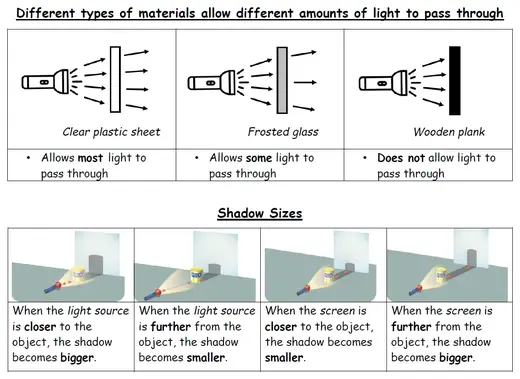 Different types of materials allow different amounts of light to pass through
Clear plastic sheet
Frosted glass
Wooden plank
• Allows most light to
pass through
• Allows some light to
pass through
• Does not allow light to
pass through
Shadow Sizes
When the light source
is closer to the
object, the shadow
becomes bigger.
When the light source
is further from the
object, the shadow
becomes smaller.
When the screen is
closer to the object,
the shadow becomes
smaller.
When the screen is
further from the
object, the shadow
becomes bigger.